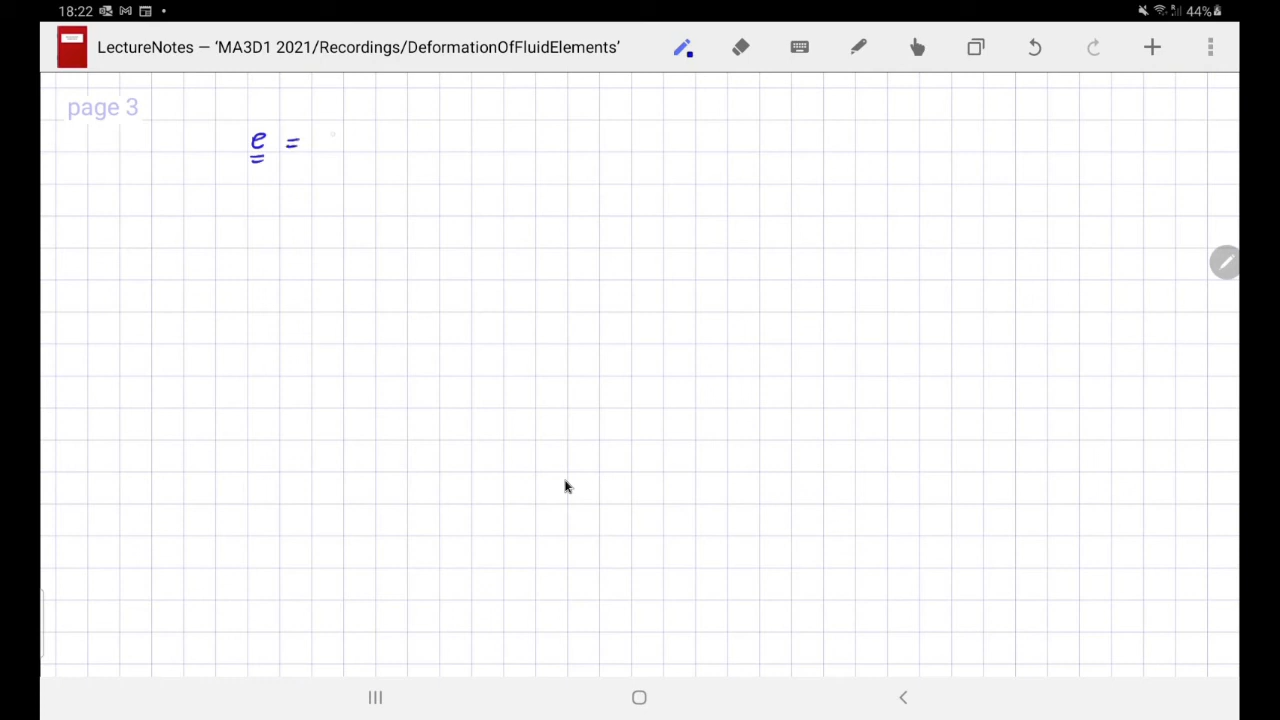 18:22 44%
LectureNotes — ‘MA3D1 2021/Recordings/DeformationOfFluidElements’
page 3
e =